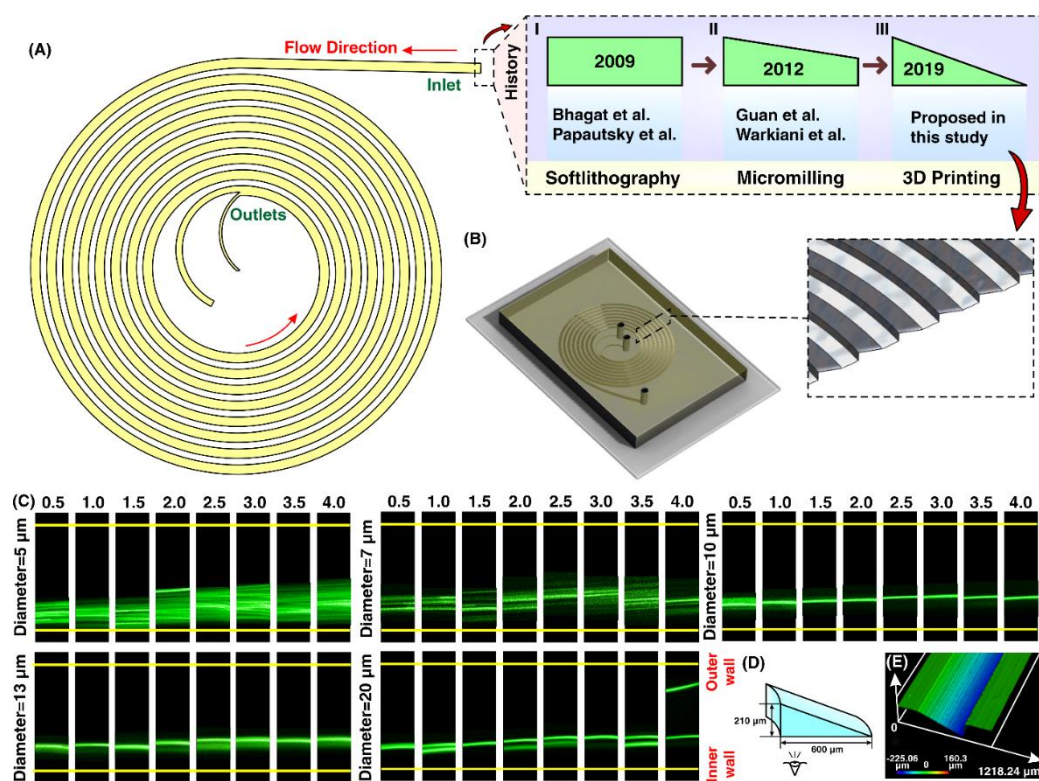 (A)
Flow Direction
Inlet
Outlets
History
I
II
III
2009
2012
2019
Bhagat et al.
Papautsky et al.
Guan et al.
Warkiani et al.
Proposed in
this study
Softlithography
Micromilling
3D Printing
(B)
(C)
0.5 1.0 1.5 2.0 2.5 3.0 3.5 4.0
Diameter=5 µm
0.5 1.0 1.5 2.0 2.5 3.0 3.5 4.0
Diameter=7 µm
0.5 1.0 1.5 2.0 2.5 3.0 3.5 4.0
Diameter=10 µm
Diameter=13 µm
Diameter=20 µm
Outer
wall
Inner
wall
(D)
210 µm
600 µm
(E)
0
-225.06
µm
0
160.3
µm
1218.24 µm